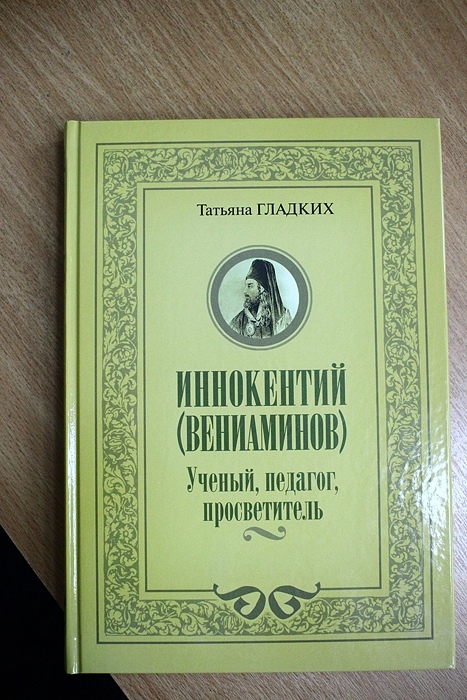 Татьяна ГЛАДКИХ
ИННОКЕНТИЙ
(ВЕНИАМИНОВ)
Ученый, педагог,
просветитель